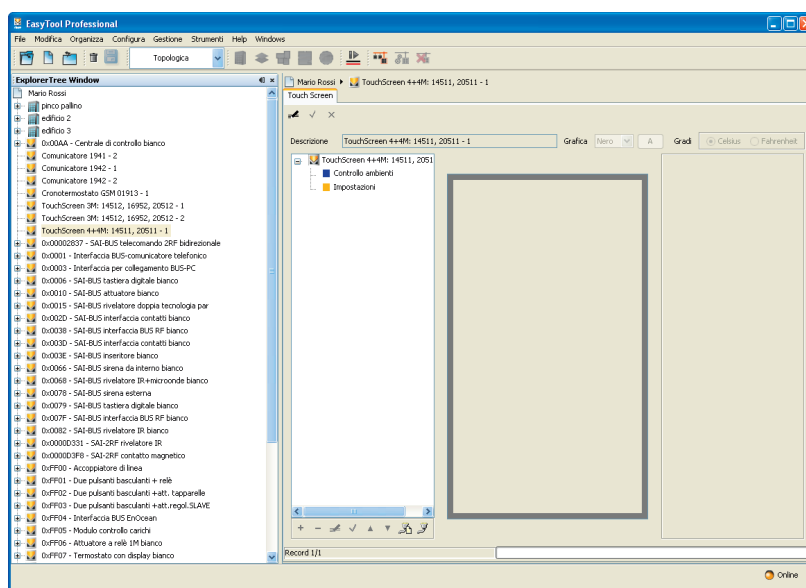 EasyTool Professional
File Modifica Organizza Configura Gestione Strumenti Help Windows
Topologica
ExplorerTree Window
Mario Rossi
pinco pallino
edificio 2
edificio 3
0x00AA - Centrale di controllo bianco
Comunicatore 1941 - 2
Comunicatore 1942 - 1
Comunicatore 1942 - 2
Cronotermostato GSM 01913 - 1
TouchScreen 3M: 14512, 16952, 20512 - 1
TouchScreen 3M: 14512, 16952, 20512 - 2
TouchScreen 4+4M: 14511, 20511 - 1
0x00002837 - SAI-BUS telecomando 2RF bidirezionale
0x0001 - Interfaccia BUS-comunicatore telefonico
0x0003 - Interfaccia per collegamento BUS-PC
0x0006 - SAI-BUS tastiera digitale bianco
0x0010 - SAI-BUS attuatore bianco
0x0015 - SAI-BUS rivelatore doppia tecnologia par
0x002D - SAI-BUS interfaccia contatti bianco
0x0038 - SAI-BUS interfaccia BUS RF bianco
0x003D - SAI-BUS interfaccia contatti bianco
0x003E - SAI-BUS inseritore bianco
0x0066 - SAI-BUS sirena da interno bianco
0x0068 - SAI-BUS rivelatore IR+microonde bianco
0x0078 - SAI-BUS sirena esterna
0x0079 - SAI-BUS tastiera digitale bianco
0x007F - SAI-BUS interfaccia BUS RF bianco
0x0082 - SAI-BUS rivelatore IR bianco
0x0000D331 - SAI-2RF rivelatore IR
0x0000D3F8 - SAI-2RF contatto magnetico
0xFF00 - Accoppiatore di linea
0xFF01 - Due pulsanti basculanti + relè
0xFF02 - Due pulsanti basculanti +att. tapparelle
0xFF03 - Due pulsanti basculanti +att.regol.SLAVE
0xFF04 - Interfaccia BUS EnOcean
0xFF05 - Modulo controllo carichi
0xFF06 - Attuatore a relè 1M bianco
0xFF07 - Termostato con display bianco
Mario Rossi TouchScreen 4+4M: 14511, 20511 - 1
Touch Screen
Descrizione TouchScreen 4+4M: 14511, 20511 - 1 Grafica Nero A Gradi Celsius Fahrenheit
TouchScreen 4+4M: 14511, 2051
Controllo ambienti
Impostazioni
Record 1/1
Online